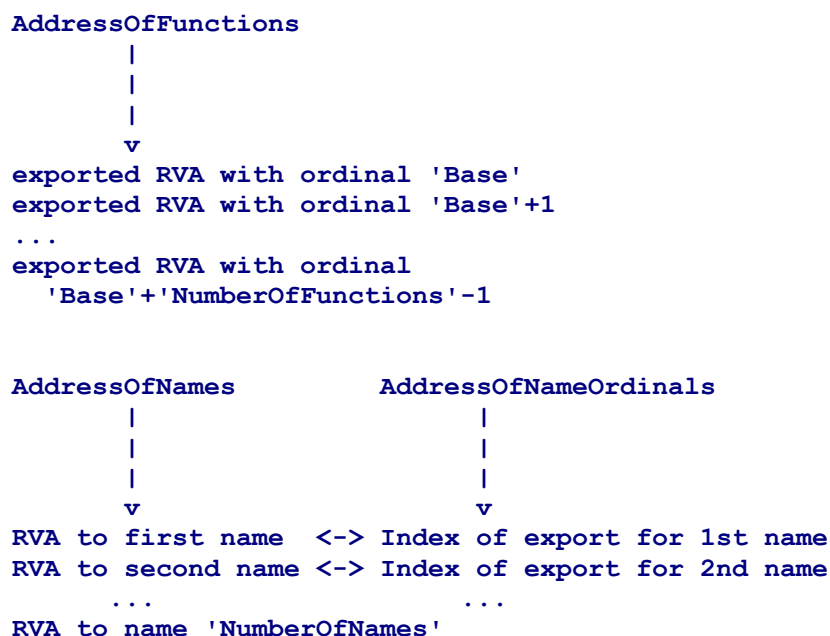 AddressOfFunctions
|
|
|
v
exported RVA with ordinal 'Base'
exported RVA with ordinal 'Base'+1
...
exported RVA with ordinal
'Base'+'NumberOfFunctions'-1
AddressOfNames AddressOfNameOrdinals
| |
| |
| |
v v
RVA to first name <-> Index of export for 1st name
RVA to second name <-> Index of export for 2nd name
... ...
RVA to name 'NumberOfNames'